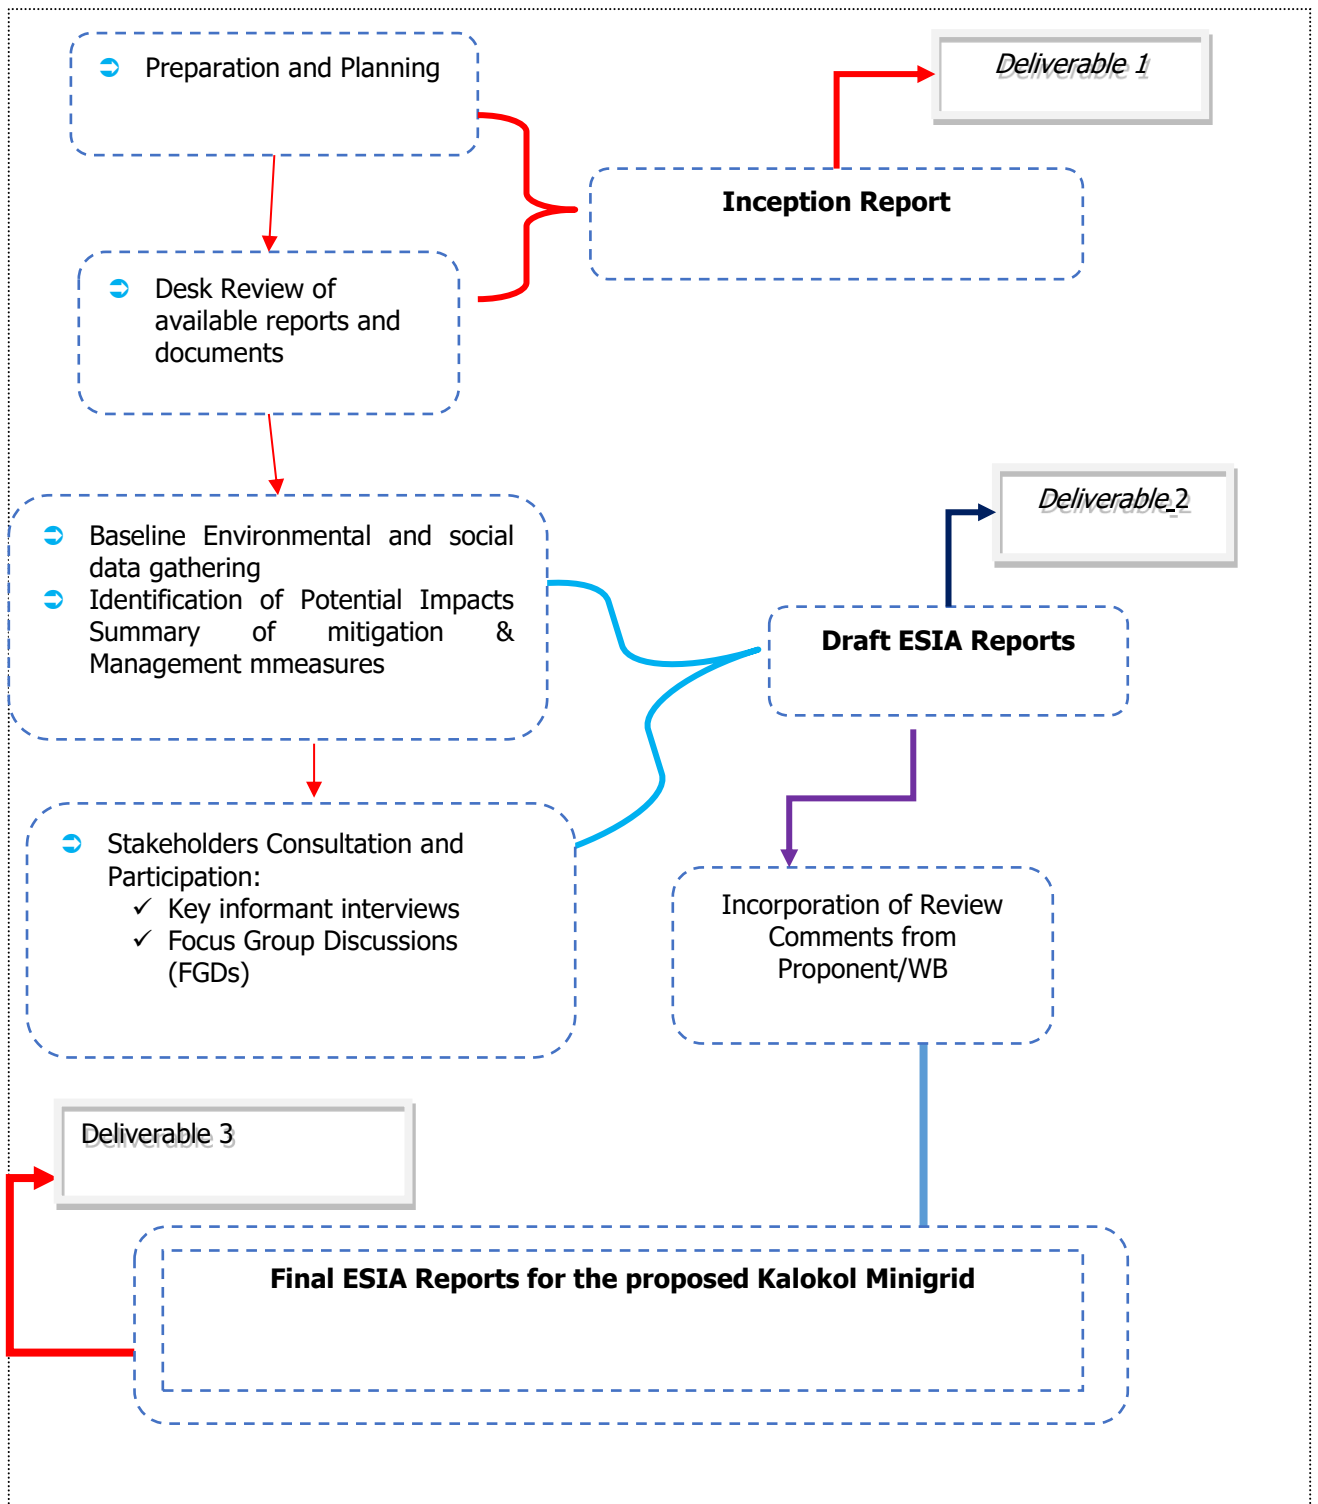 Preparation and Planning
Deliverable 1
Inception Report
Desk Review of
available reports and
documents
Baseline Environmental and social
data gathering
Identification of Potential Impacts
Summary of mitigation &
Management mmeasures
Deliverable 2
Draft ESIA Reports
Stakeholders Consultation and
Participation:
✓ Key informant interviews
✓ Focus Group Discussions
(FGDs)
Incorporation of Review
Comments from
Proponent/WB
Deliverable 3
Final ESIA Reports for the proposed Kalokol Minigrid